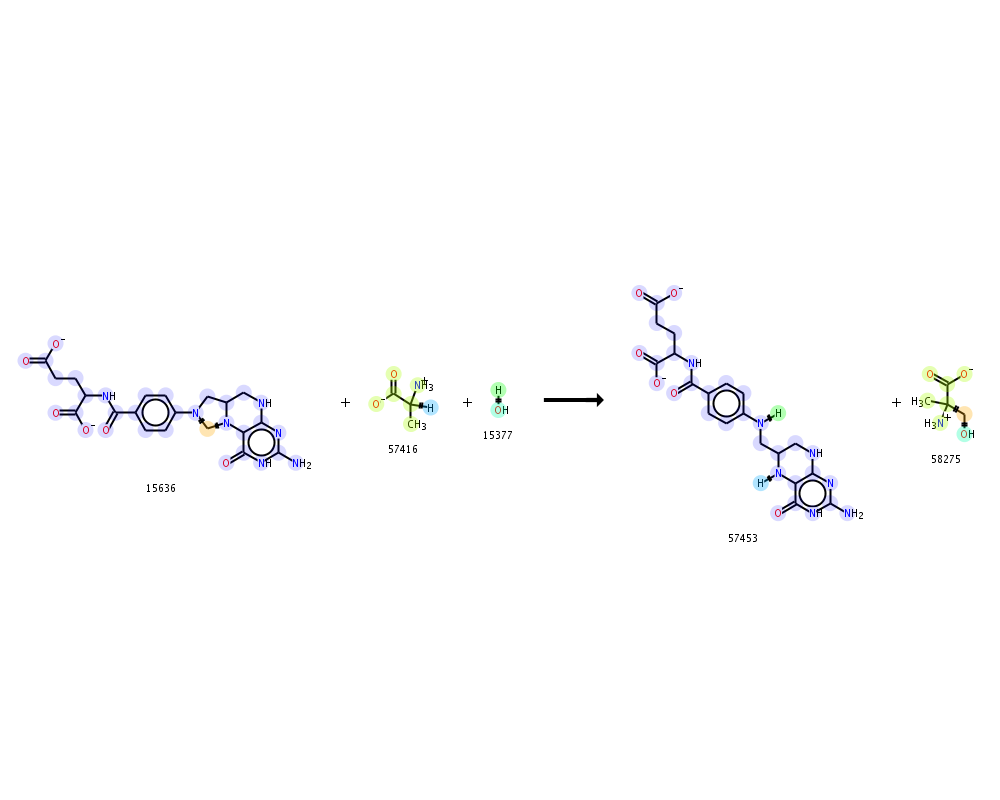 O
O⁻
NH
O
O⁻
O
N
N
NH
N
O
NH
NH₂
15636
+
O
O⁻
NH₃
+
H
CH₃
57416
+
H
OH
15377
O
O⁻
O
O⁻
NH
O
N
H
H
N
NH
N
O
NH
NH₂
57453
+
O
O⁻
H₃C
H₃N
+
OH
58275